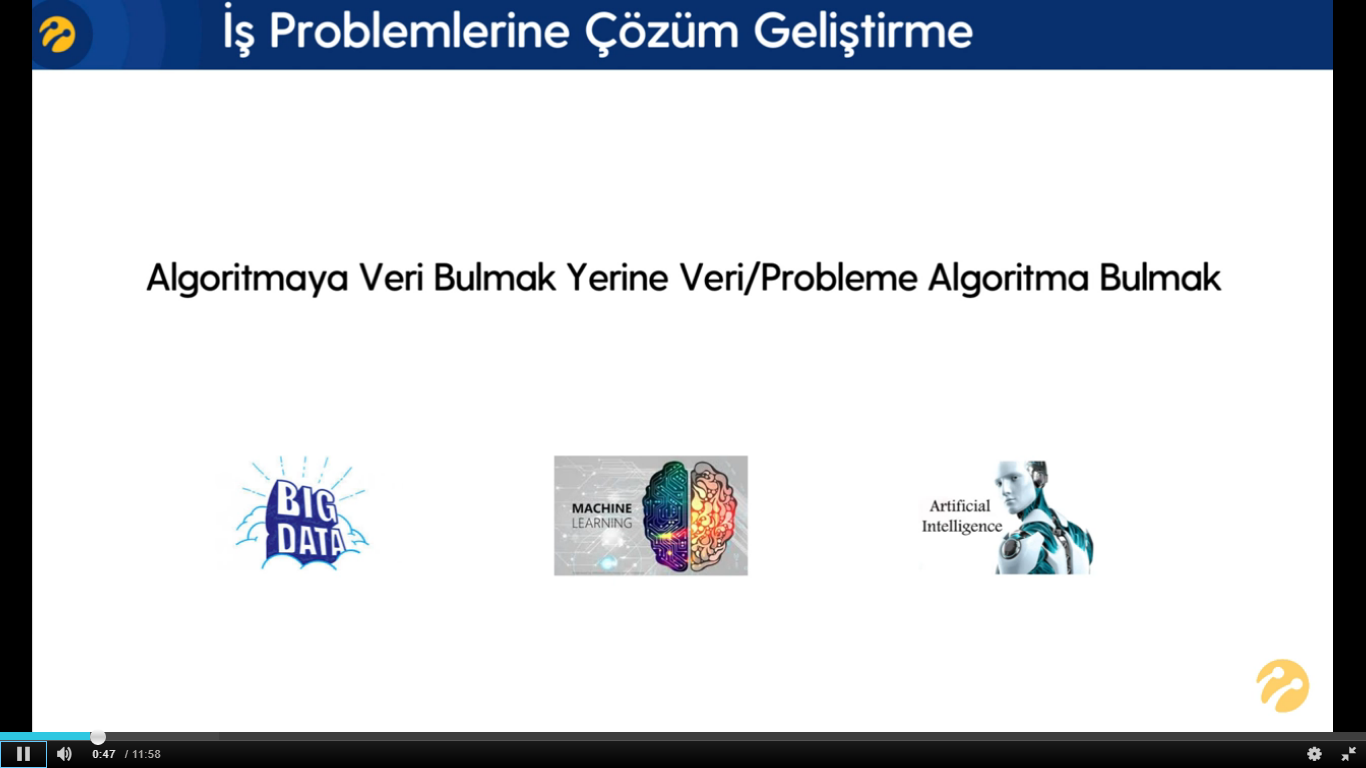 İş Problemlerine Çözüm Geliştirme
Algoritmaya Veri Bulmak Yerine Veri/Probleme Algoritma Bulmak
BIG
DATA
MACHINE
LEARNING
Artificial
Intelligence
0:47 / 11:58